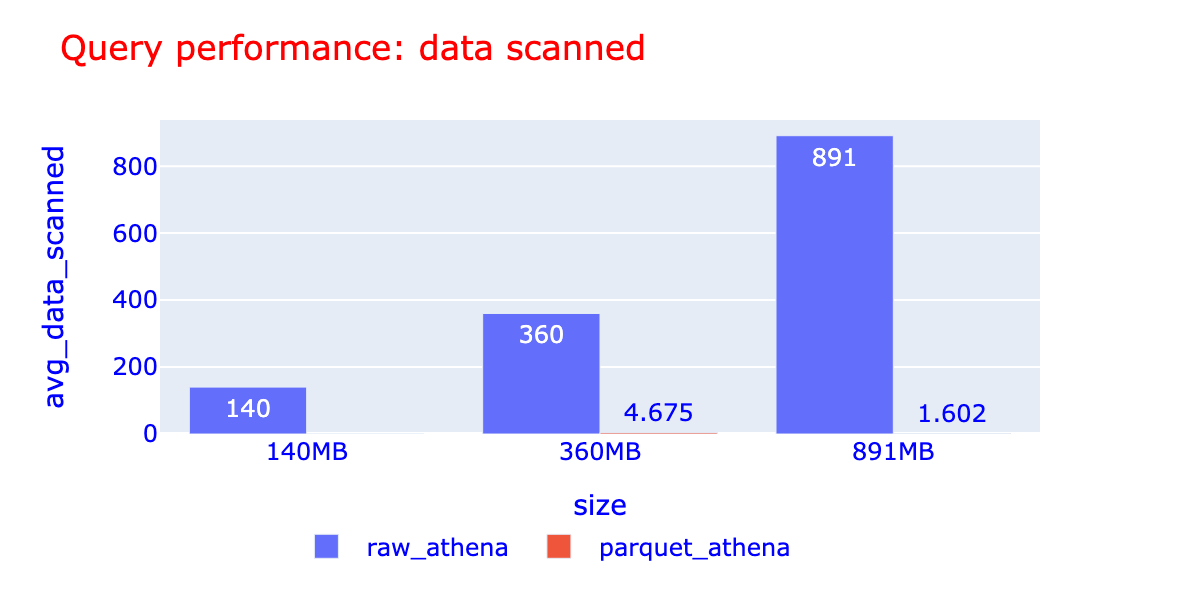 Query performance: data scanned
avg_data_scanned
800
600
400
200
0
140
360
4.675
891
1.602
140MB
360MB
891MB
size
raw_athena
parquet_athena